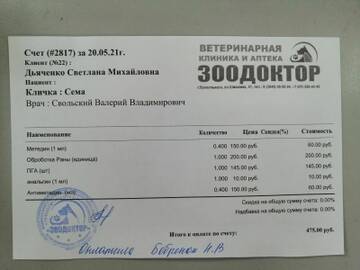 Счет (#2817) за 20.05.21г.
Клиент (№22) :
Дьяченко Светлана Михайловна
Пациент
Кличка : Сема
Врач : Свольский Валерий Владимирович
ВЕТЕРИНАРНАЯ
КЛИНИКА И АПТЕКА
ЗООДОКТОР
Наименование Количество Цена Скидка(%) Стоимость
Метедин (1 мл) 0.400 150.00 руб. 60.00 руб.
Обработка Раны (единица) 1.000 200.00 руб. 200.00 руб.
ПГА (шт) 1.000 145.00 руб. 145.00 руб.
анальгин (1 мл) 1.000 10.00 руб. 10.00 руб.
0.400 150.00 руб. 60.00 руб.
Скидка на общую сумму счета: 0.00%
Надбавка на общую сумму счета: 0.00%
Итого к оплате по счету: 475.00 руб.
ЗООДОКТОР
Оплатила Бобренок Н.В